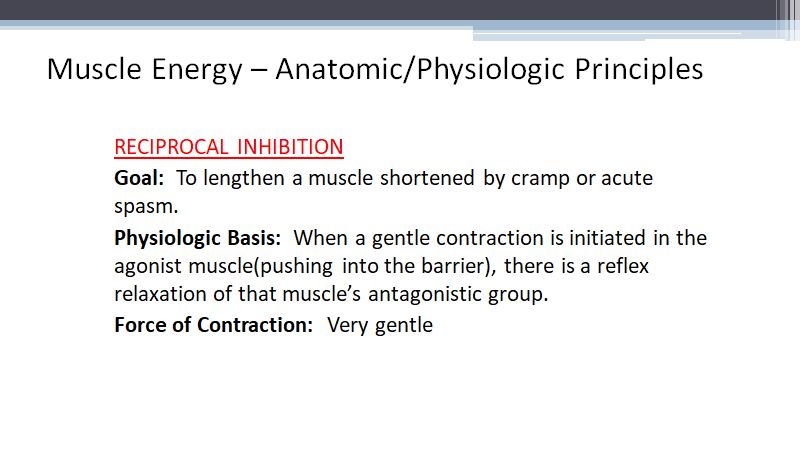 Muscle Energy – Anatomic/Physiologic Principles
RECIPROCAL INHIBITION
Goal: To lengthen a muscle shortened by cramp or acute
spasm.
Physiologic Basis: When a gentle contraction is initiated in the
agonist muscle(pushing into the barrier), there is a reflex
relaxation of that muscle’s antagonistic group.
Force of Contraction: Very gentle